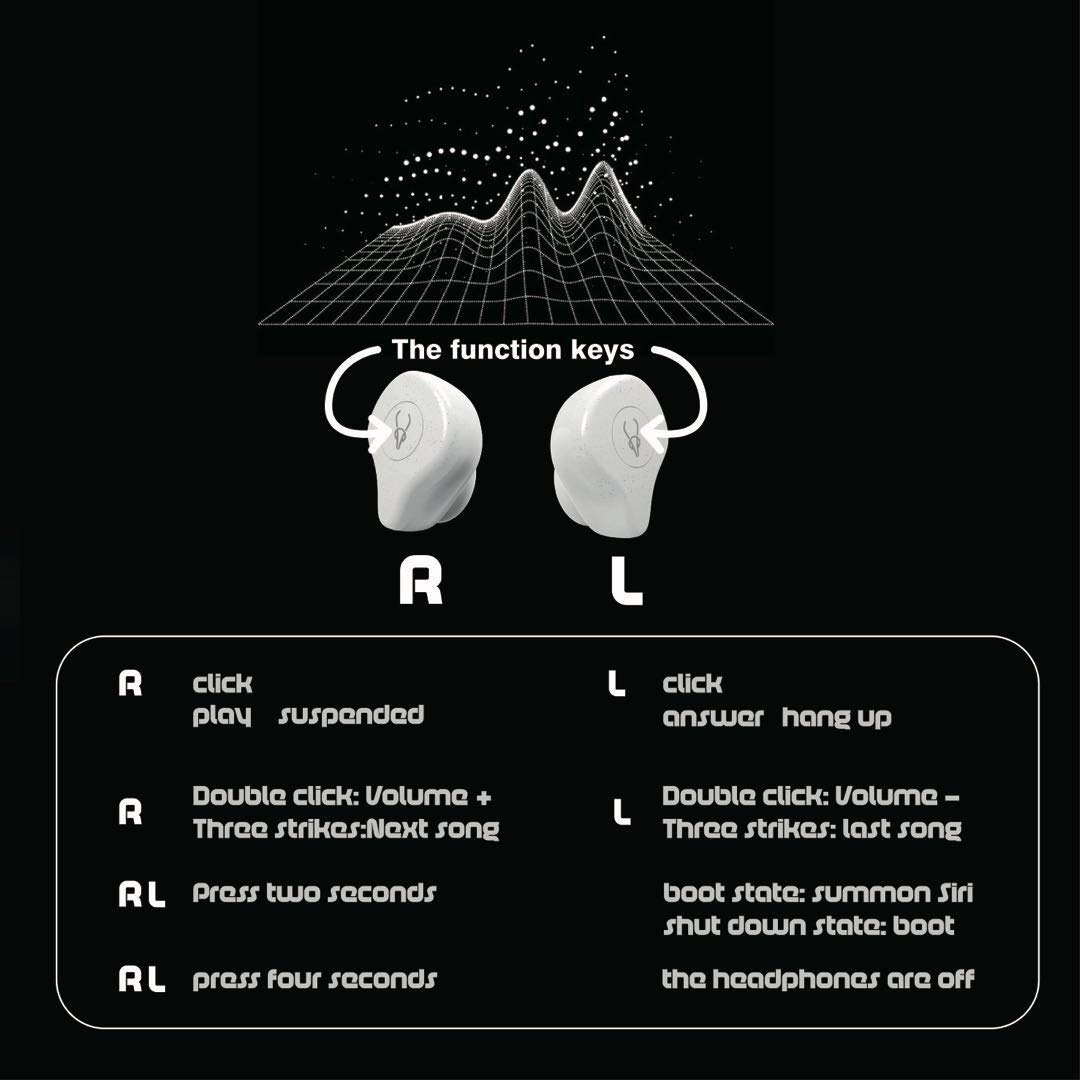 The function keys
R L
R click
play suspended
L click
answer hang up
R Double click: Volume +
Three strikes:Next song
L Double click: Volume –
Three strikes: last song
RL Press two seconds
boot state: summon Siri
shut down state: boot
RL press four seconds
the headphones are off